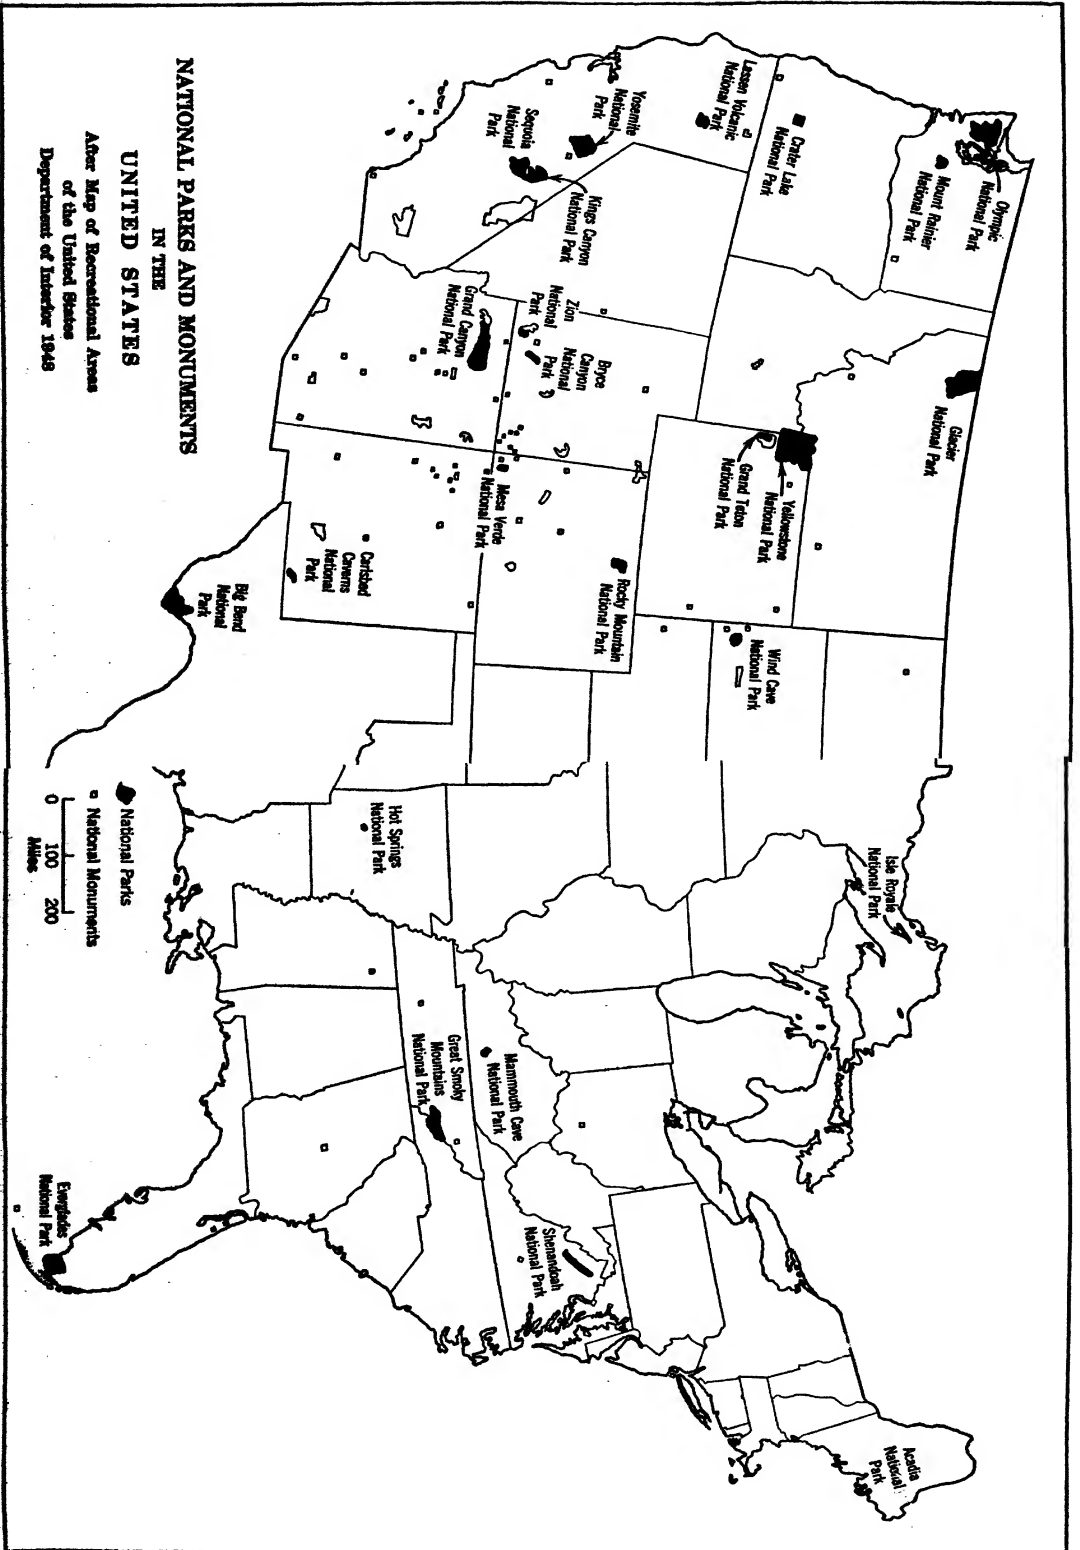 Olympic
National Park
Mount Rainier
National Park
Crater Lake
National Park
Lassen Volcanic
National Park
Yosemite
National
Park
Sequoia
National
Park
Kings Canyon
National Park
Glacier
National Park
Yellowstone
National Park
Grand Teton
National Park
Zion
National
Park
Bryce
Canyon
National
Park
Grand Canyon
National Park
Mesa Verde
National Park
Rocky Mountain
National Park
Wind Cave
National Park
Carlsbad
Caverns
National
Park
Big Bend
National
Park
Isle Royale
National Park
Hot Springs
National Park
Mammouth Cave
National Park
Great Smoky
Mountains
National Park
Shenandoah
National Park
Acadia
National
Park
Everglades
National Park
NATIONAL PARKS AND MONUMENTS
IN THE
UNITED STATES
After Map of Recreational Areas
of the United States
Department of Interior 1948
National Parks
National Monuments
0 100 200
Miles